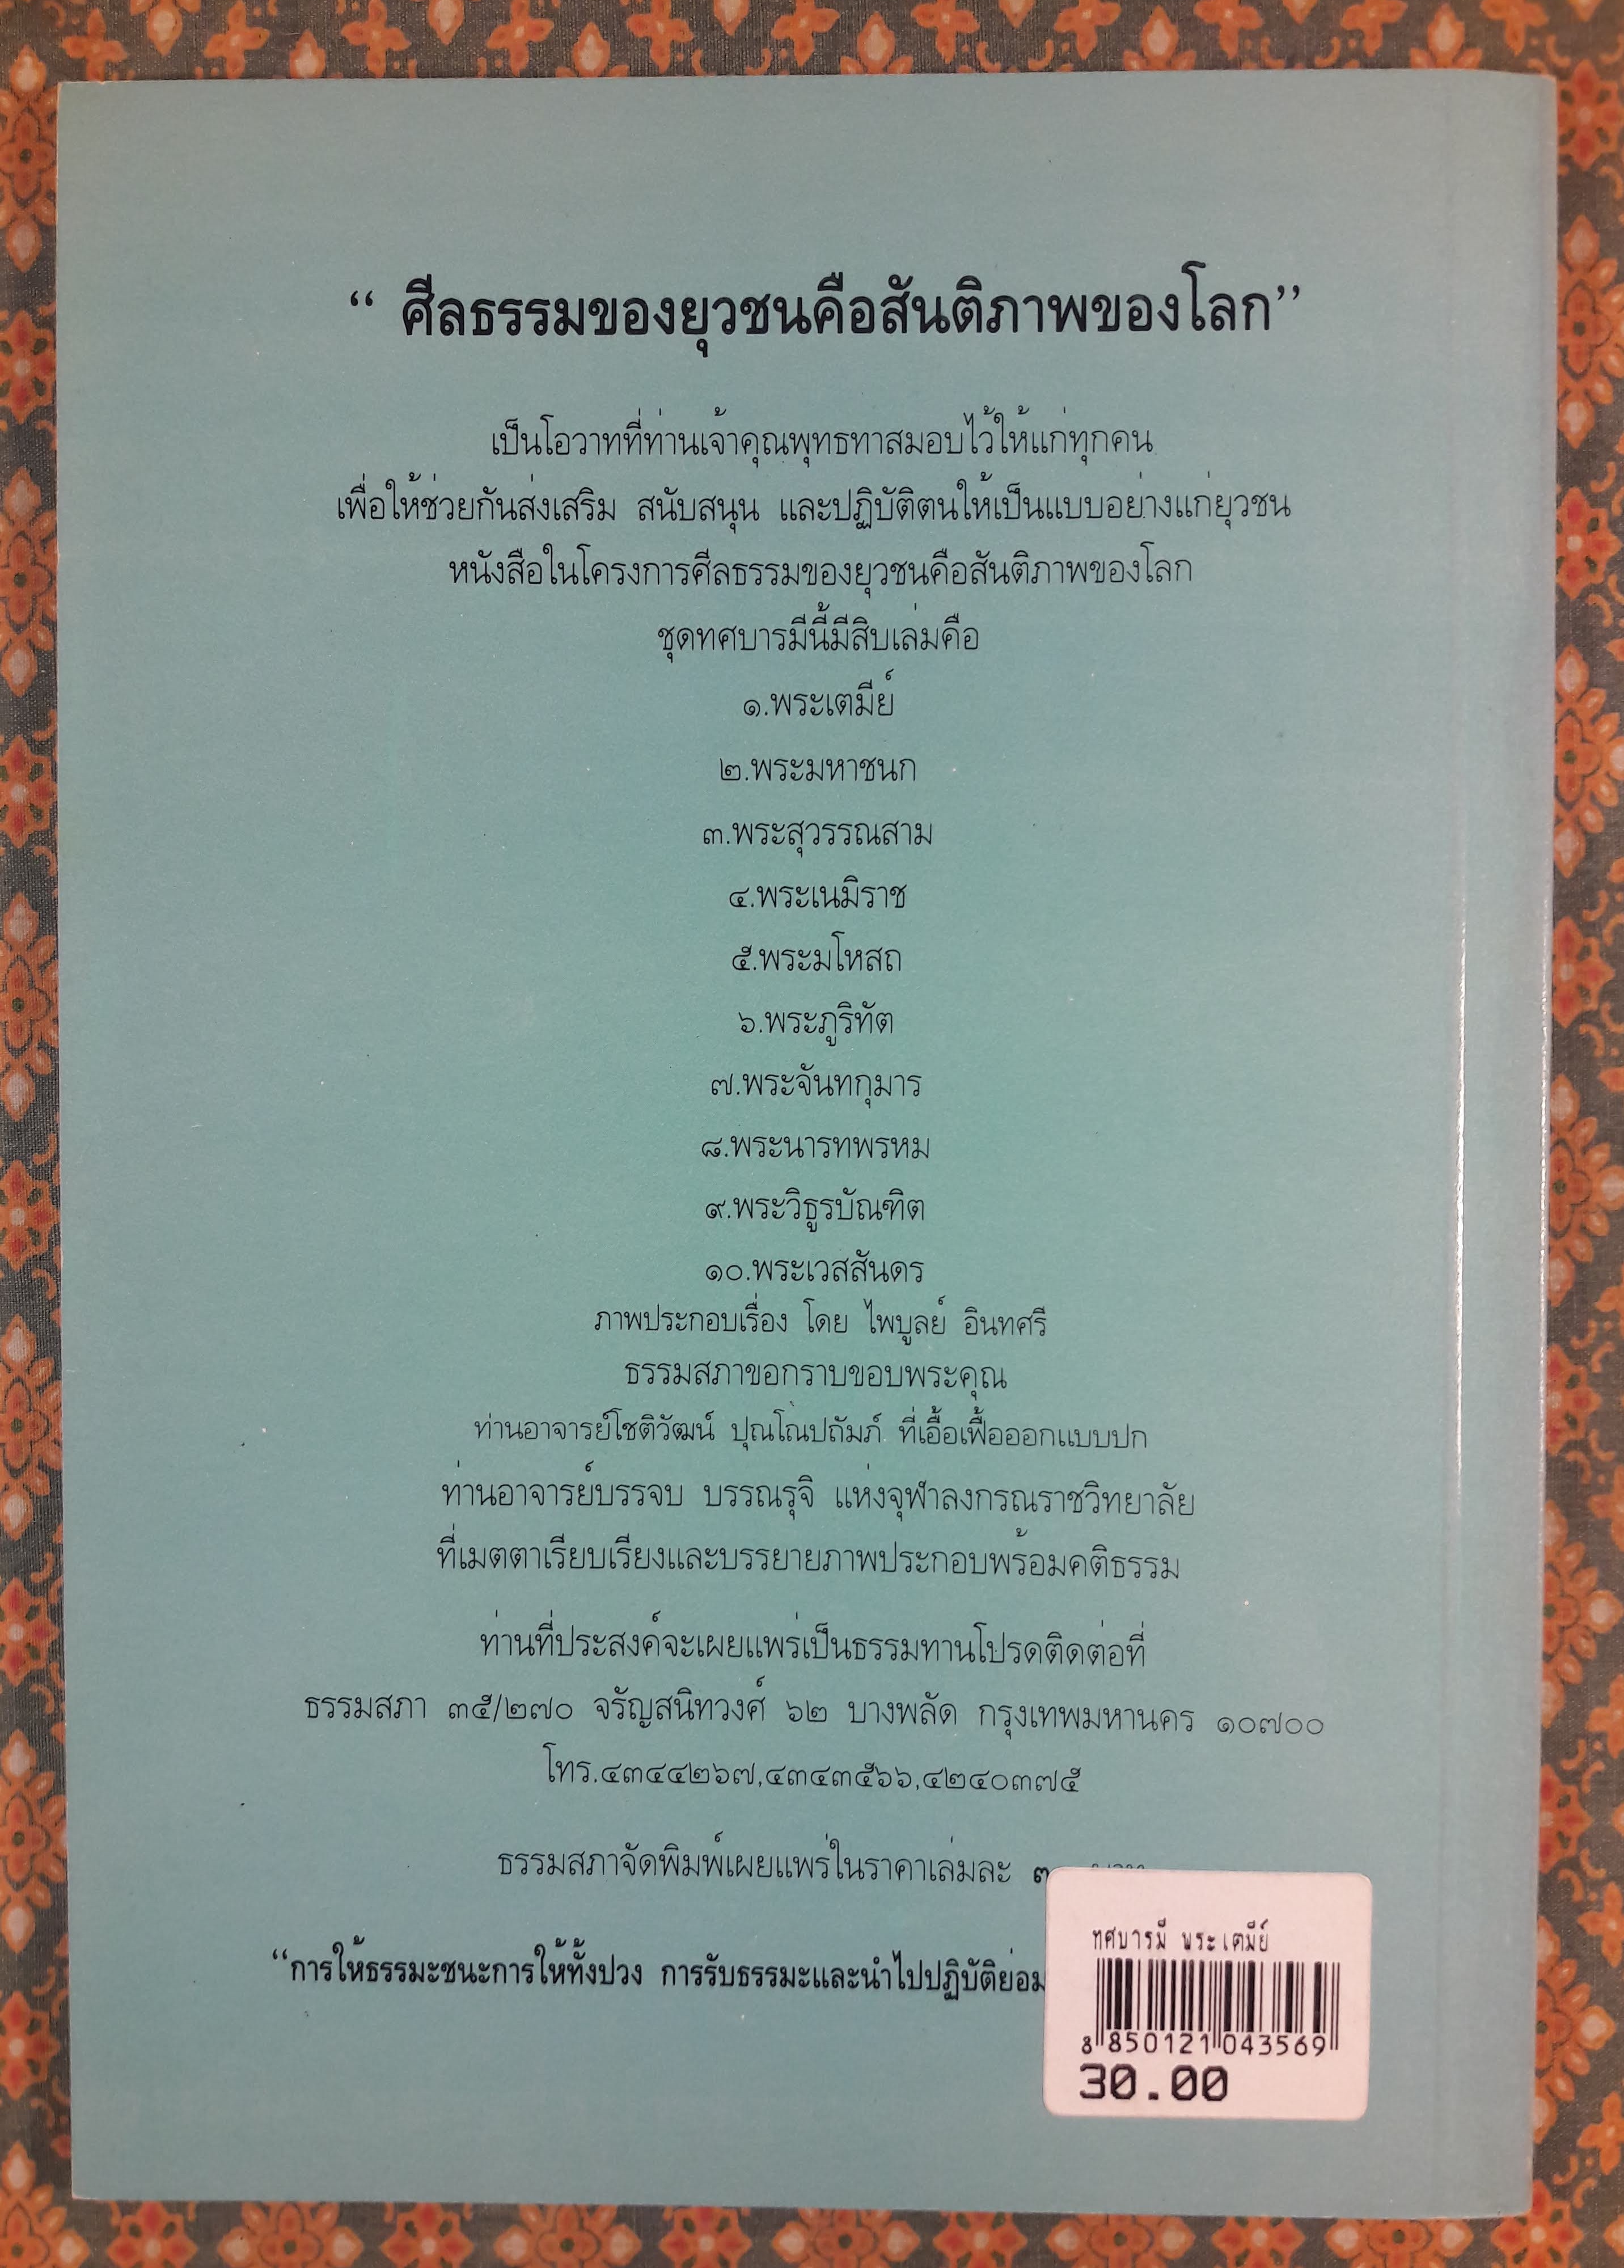 “ ศีลธรรมของยุวชนคือสันติภาพของโลก”
เป็นโอวาทที่ท่านเจ้าคุณพุทธทาสมอบไว้ให้แก่ทุกคน
เพื่อให้ช่วยกันส่งเสริม สนับสนุน และปฏิบัติตนให้เป็นแบบอย่างแก่ยุวชน
หนังสือในโครงการศีลธรรมของยุวชนคือสันติภาพของโลก
ชุดทศบารมีนี้มีสิบเล่มคือ
๑.พระเตมีย์
๒.พระมหาชนก
๓.พระสุวรรณสาม
๔.พระเนมิราช
๕.พระมโหสถ
๖.พระภูริทัต
๗.พระจันทกุมาร
๘.พระนารทพรหม
๙.พระวิธูรบัณฑิต
๑๐.พระเวสสันดร
ภาพประกอบเรื่อง โดย ไพบูลย์ อินทศรี
ธรรมสภาขอกราบขอบพระคุณ
ท่านอาจารย์โชติวัฒน์ ปุณโณปถัมภ์ ที่เอื้อเฟื้อออกแบบปก
ท่านอาจารย์บรรจบ บรรณรุจิ แห่งจุฬาลงกรณราชวิทยาลัย
ที่เมตตาเรียบเรียงและบรรยายภาพประกอบพร้อมคติธรรม
ท่านที่ประสงค์จะเผยแพร่เป็นธรรมทานโปรดติดต่อที่
ธรรมสภา ๓๕/๒๗๐ จรัญสนิทวงศ์ ๖๒ บางพลัด กรุงเทพมหานคร ๑๐๗๐๐
โทร.๔๓๔๔๒๖๗,๔๓๔๓๕๖๖,๔๒๔๐๓๗๕
ธรรมสภาจัดพิมพ์เผยแพร่ในราคาเล่มละ ๓
“การให้ธรรมะชนะการให้ทั้งปวง การรับธรรมะและนำไปปฏิบัติย่อม
ทศบารมี พระเตมีย์
8 850121 043569
30.00